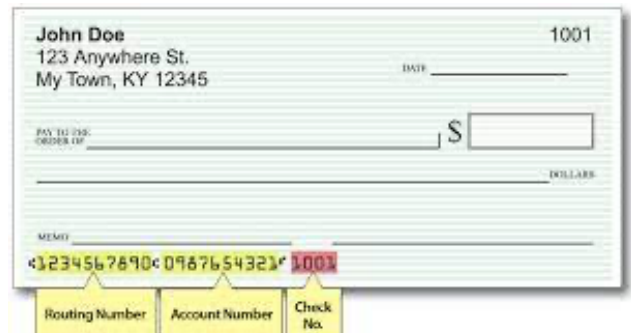 John Doe 1001
123 Anywhere St.
My Town, KY 12345
DATE
PAY TO THE
ORDER OF $
DOLLARS
MEMO
⑆1234567890⑆ 0987654321⑈ 1001
Routing Number Account Number Check
No.